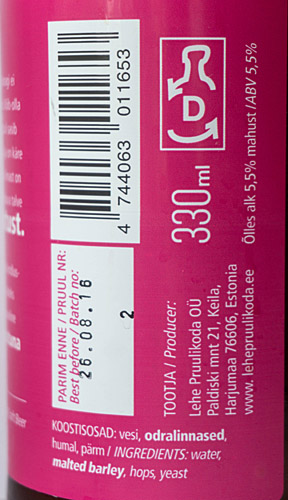 4 744063 011653
D
330ml
Õlles alk 5,5% mahust /ABV 5,5%
PARIM ENNE / PRUUL NR:
Best before / Batch no:
26.08.16
2
TOOTJA / Producer:
Lehe Pruulikoda OÜ
Paldiski mnt 21, Keila,
Harjumaa 76606, Estonia
www.lehepruulikoda.ee
KOOSTISOSAD: vesi, odralinnased,
humal, pärm / INGREDIENTS: water,
malted barley, hops, yeast